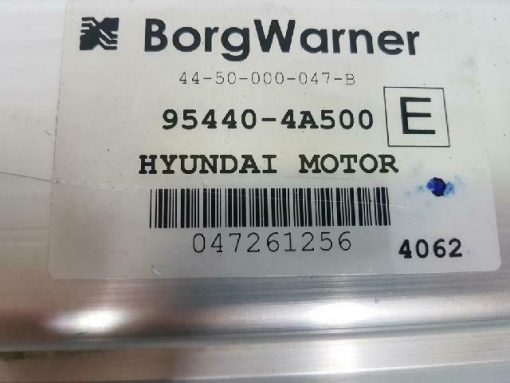 BorgWarner
44-50-000-047-B
95440-4A500 E
HYUNDAI MOTOR
047261256
4062